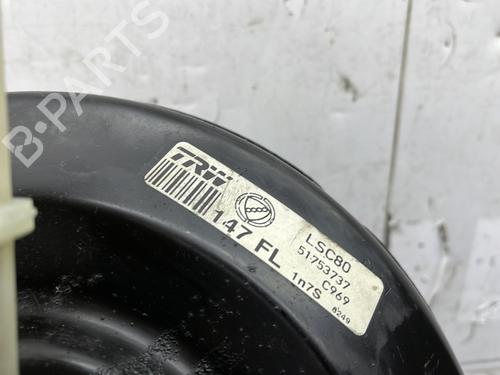 B-PARTS
TRW
LSC80
51753737
147 FL
C969
1n7S
8249